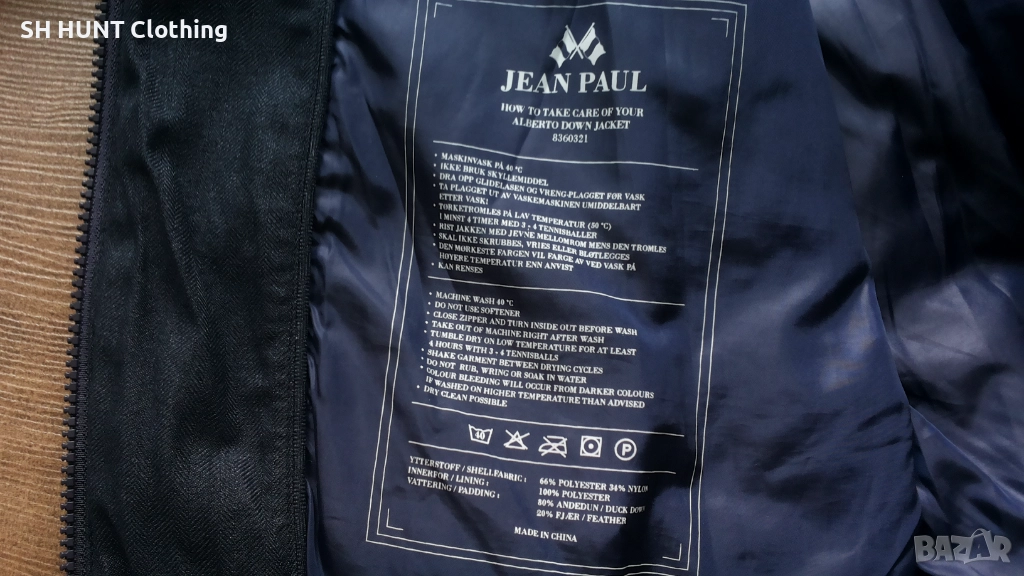 SH HUNT Clothing
JEAN PAUL
HOW TO TAKE CARE OF YOUR
ALBERTO DOWN JACKET
8360321
• MASKINVASK PÅ 40 °C
• IKKE BRUK SKYLLEMIDDEL
• DRA OPP GLIDELÅSEN OG VRENG PLAGGET FØR VASK
• TA PLAGGET UT AV VASKEMASKINEN UMIDDELBART
ETTER VASK!
• TØRKETROMLES PÅ LAV TEMPERATUR (50 °C)
I MINST 4 TIMER MED 3 - 4 TENNISBALLER
• RIST JAKKEN MED JEVNE MELLOMROM MENS DEN TROMLES
• SKAL IKKE SKRUBBES, VRIES ELLER BLØTLEGGES
• DEN MØRKESTE FARGEN VIL FARGE AV VED VASK PÅ
HØYERE TEMPERATUR ENN ANVIST
• KAN RENSES
• MACHINE WASH 40 °C
• DO NOT USE SOFTENER
• CLOSE ZIPPER AND TURN INSIDE OUT BEFORE WASH
• TAKE OUT OF MACHINE RIGHT AFTER WASH
• TUMBLE DRY ON LOW TEMPERATURE FOR AT LEAST
4 HOURS WITH 3 - 4 TENNISBALLS
• SHAKE GARMENT BETWEEN DRYING CYCLES
• DO NOT RUB, WRING OR SOAK IN WATER
• COLOUR BLEEDING WILL OCCUR FROM DARKER COLOURS
IF WASHED ON HIGHER TEMPERATURE THAN ADVISED
• DRY CLEAN POSSIBLE
40 P
YTTERSTOFF / SHELLFABRIC : 66% POLYESTER 34% NYLON
INNERFOR / LINING : 100% POLYESTER
VATTERING / PADDING : 80% ANDEDUN / DUCK DOWN
20% FJÆR / FEATHER
MADE IN CHINA
BAZAR